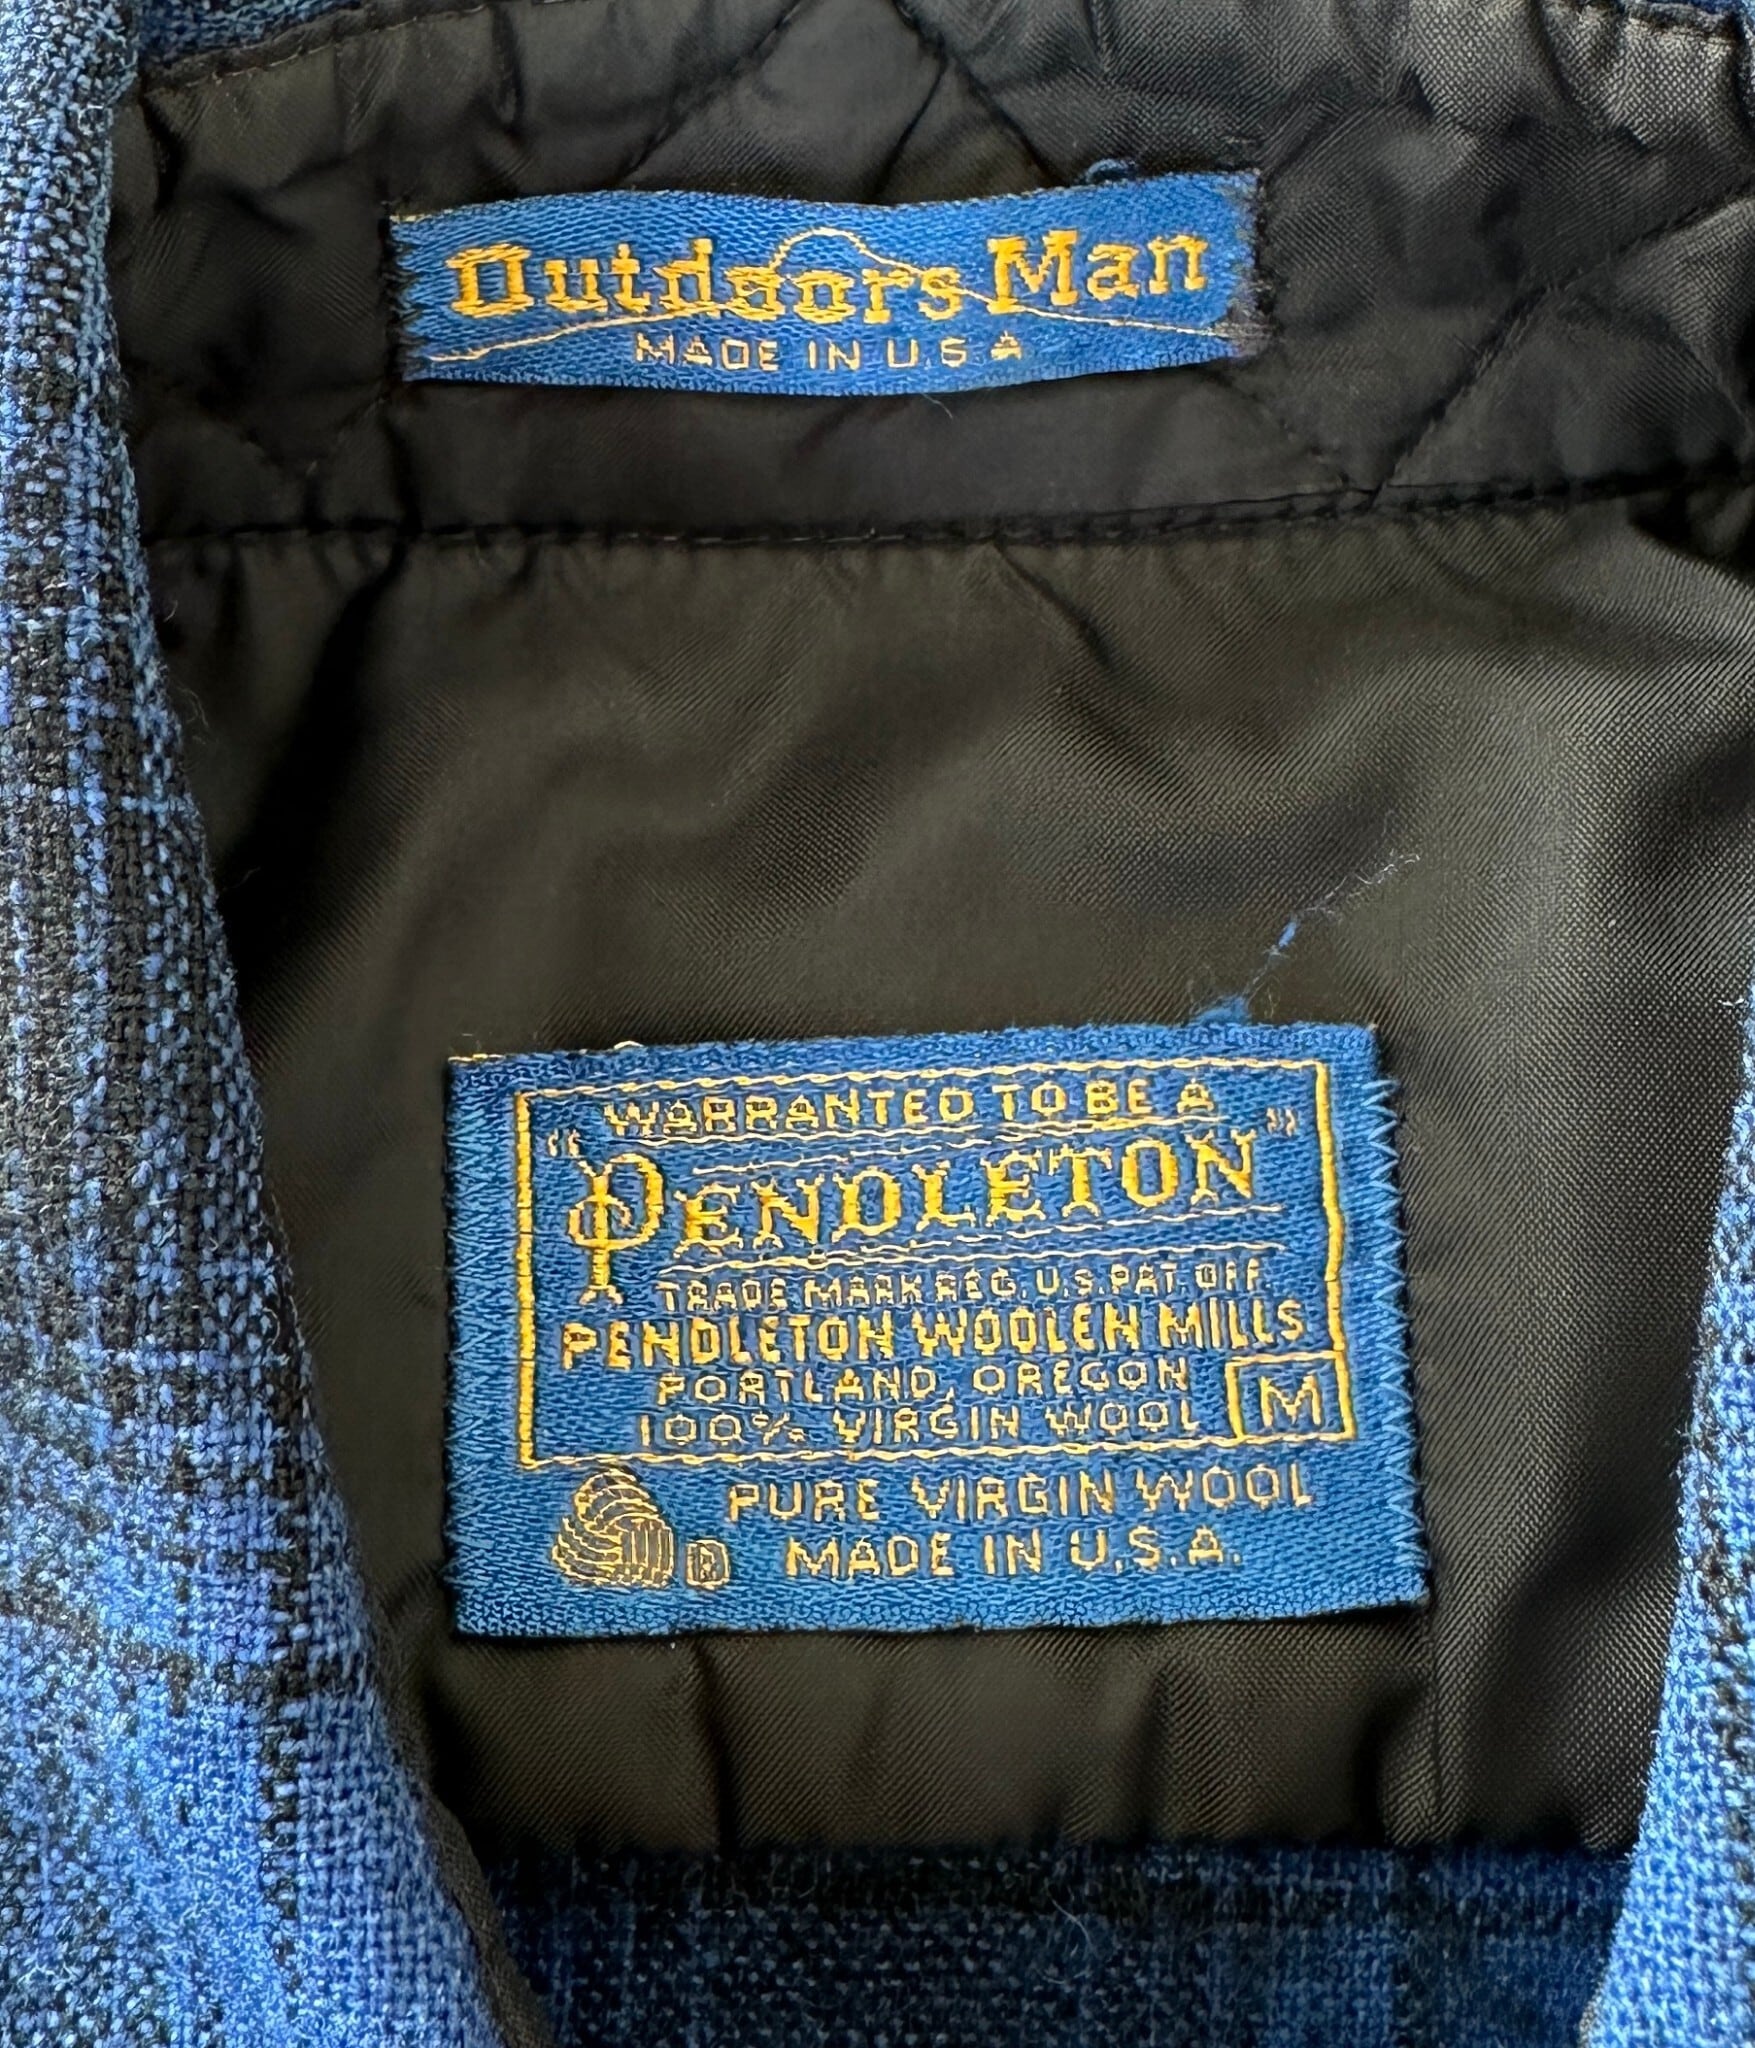 Outdoors Man
MADE IN U.S.A
WARRANTED TO BE A
"PENDLETON"
TRADE MARK REG. U.S. PAT. OFF.
PENDLETON WOOLEN MILLS
PORTLAND, OREGON
100% VIRGIN WOOL M
® PURE VIRGIN WOOL
MADE IN U.S.A.